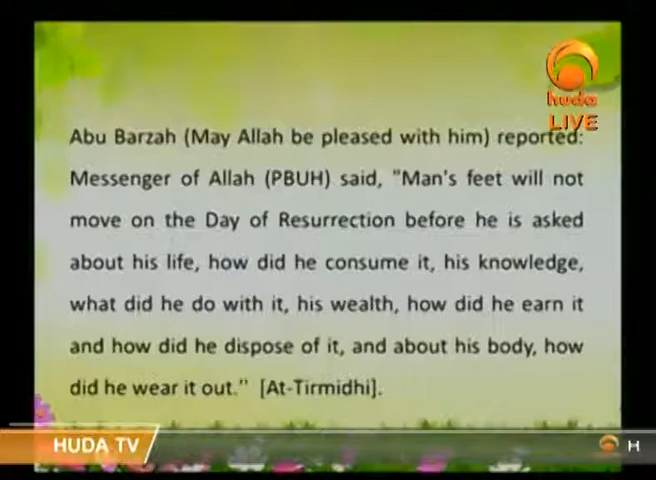 huda
LIVE
Abu Barzah (May Allah be pleased with him) reported:
Messenger of Allah (PBUH) said, "Man's feet will not
move on the Day of Resurrection before he is asked
about his life, how did he consume it, his knowledge,
what did he do with it, his wealth, how did he earn it
and how did he dispose of it, and about his body, how
did he wear it out." [At-Tirmidhi].
HUDA TV
H